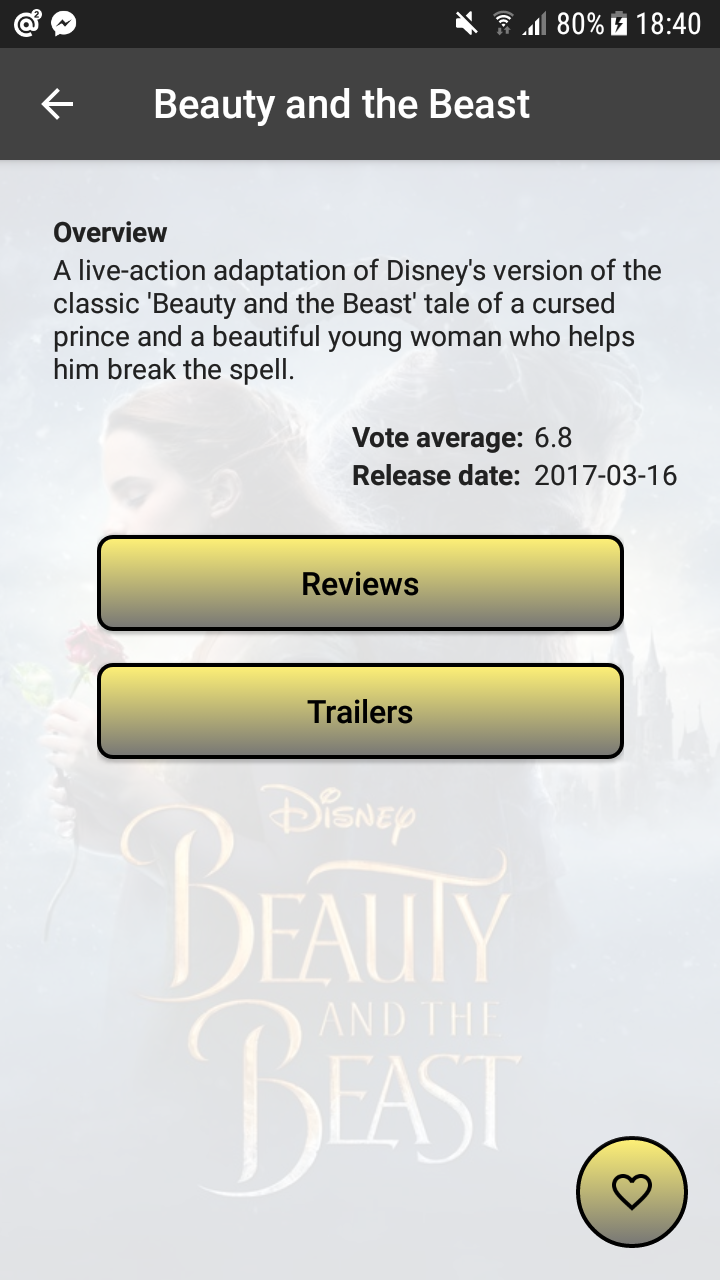 80% 18:40
Beauty and the Beast
Overview
A live-action adaptation of Disney's version of the
classic 'Beauty and the Beast' tale of a cursed
prince and a beautiful young woman who helps
him break the spell.
Vote average: 6.8
Release date: 2017-03-16
Reviews
Trailers
Disney
BEAUTY
AND THE
BEAST